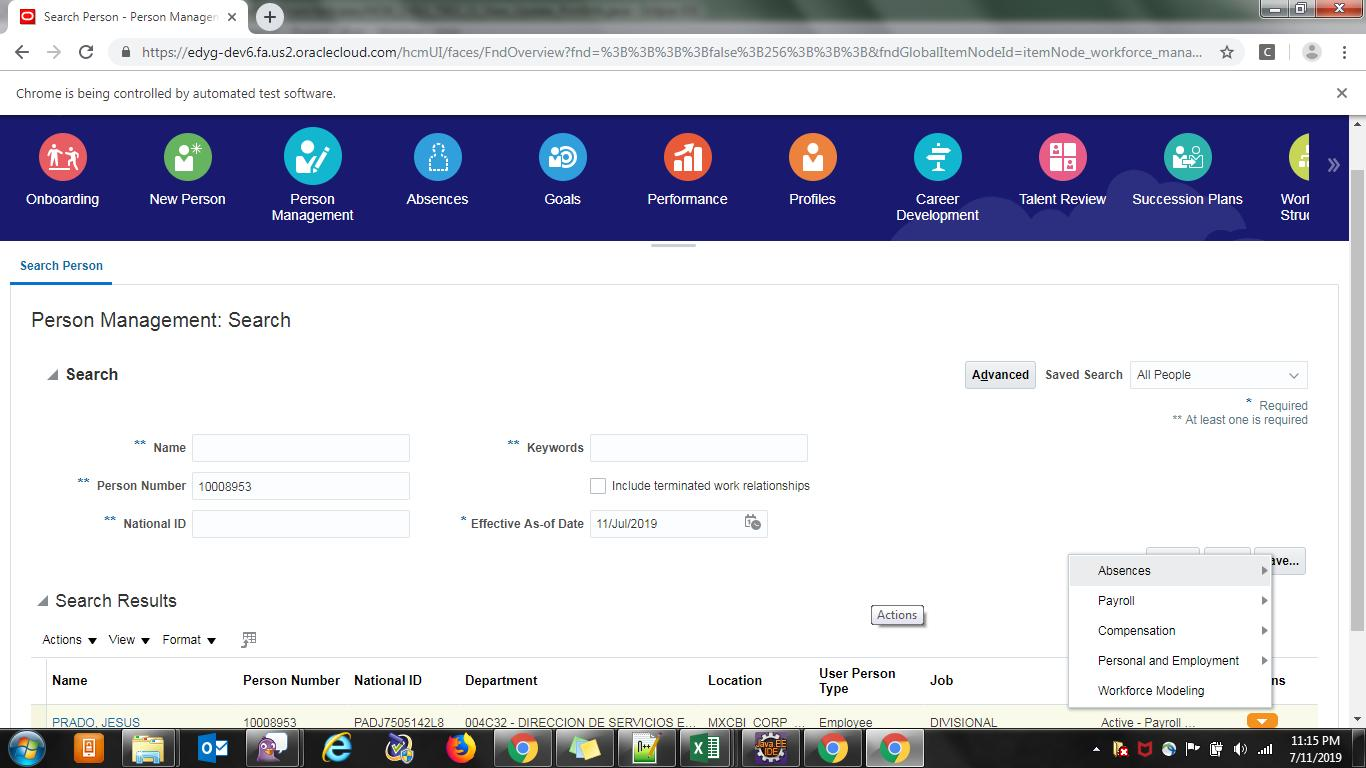 Search Person - Person Managem
https://edyg-dev6.fa.us2.oraclecloud.com/hcmUI/faces/FndOverview?fnd=%3B%3B%3B%3Bfalse%3B256%3B%3B%3B&fndGlobalItemNodeId=itemNode_workforce_mana...
Chrome is being controlled by automated test software.
Onboarding
New Person
Person Management
Absences
Goals
Performance
Profiles
Career Development
Talent Review
Succession Plans
Search Person
Person Management: Search
Search
Advanced Saved Search All People
* Required
** At least one is required
** Name
** Keywords
** Person Number 10008953
Include terminated work relationships
** National ID
* Effective As-of Date 11/Jul/2019
Absences
Payroll
Compensation
Personal and Employment
Workforce Modeling
Search Results
Actions
Actions View Format
Name Person Number National ID Department Location User Person Type Job
PRADO, JESUS 10008953 PADJ7505142L8 004C32 - DIRECCION DE SERVICIOS E... MXCBI_CORP_... Employee DIVISIONAL Active - Payroll ...
11:15 PM
7/11/2019